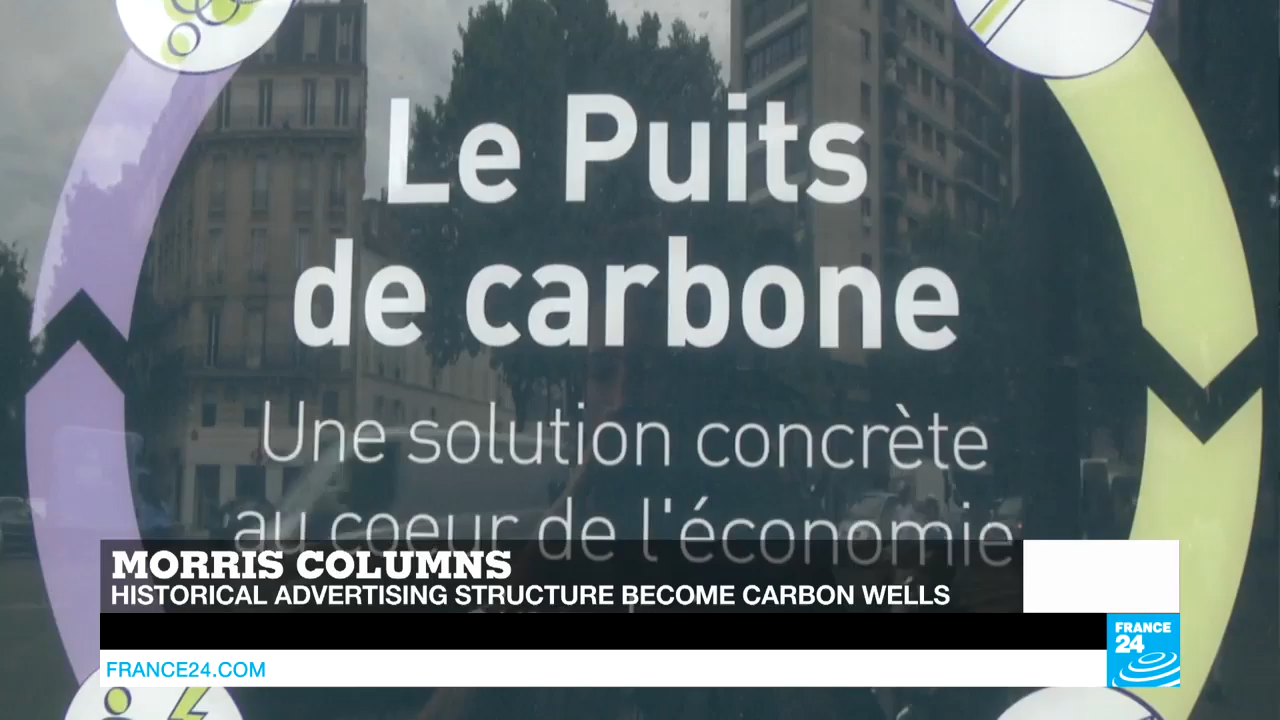 Le Puits
de carbone
Une solution concrète
au coeur de l'économie
MORRIS COLUMNS
HISTORICAL ADVERTISING STRUCTURE BECOME CARBON WELLS
FRANCE24.COM
FRANCE
24